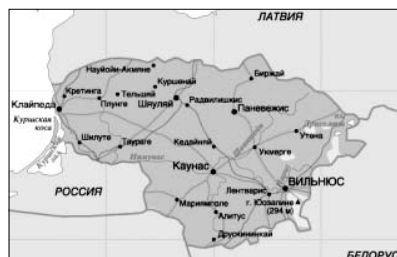 ЛАТВИЯ
Науйойи-Акмяне
Биржай
Куршенай
Кретинга
Тельшяй
Клайпеда
Плунге
Шяуляй
Радвилишкис
Паневежис
Куршская
коса
Утена
Шилуте
Таураге
Кедайняй
Укмерге
Каунас
РОССИЯ
Лентварис
ВИЛЬНЮС
г. Юозапине
(294 м)
Мариямполе
Алитус
Друскининкай
БЕЛОРУС